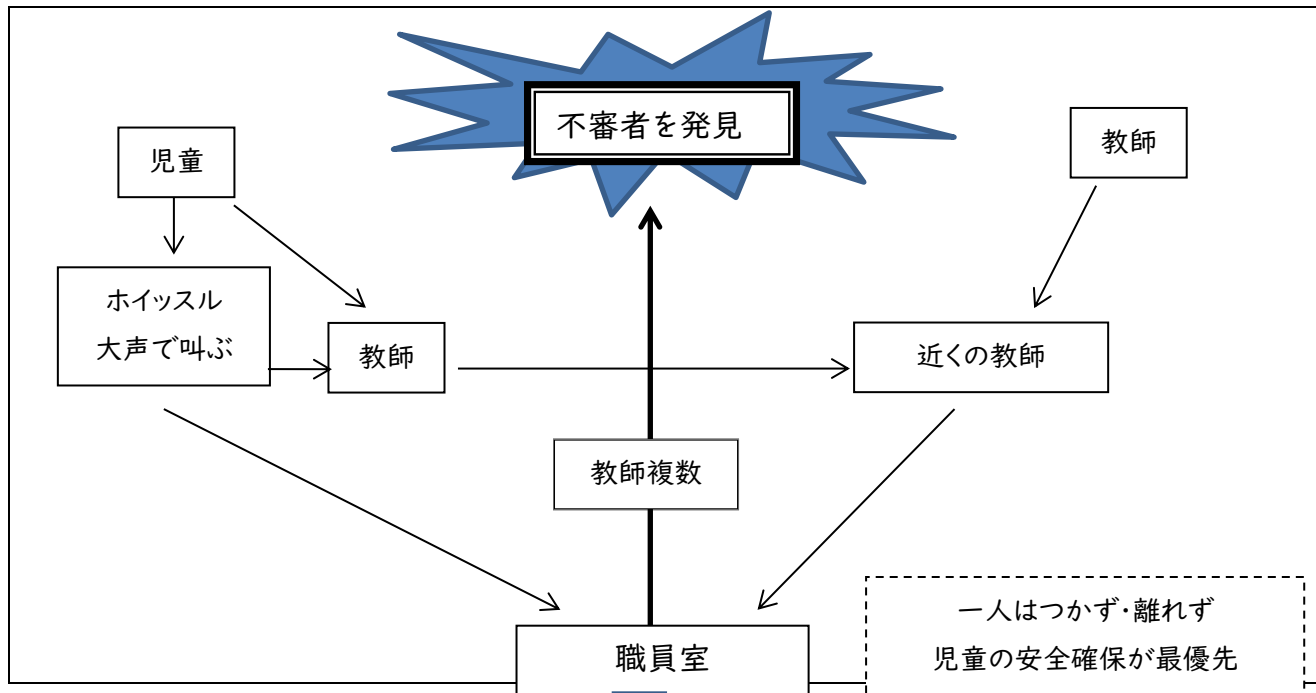 不審者を発見
児童
教師
ホイッスル
大声で叫ぶ
教師
近くの教師
教師複数
職員室
一人はつかず・離れず
児童の安全確保が最優先